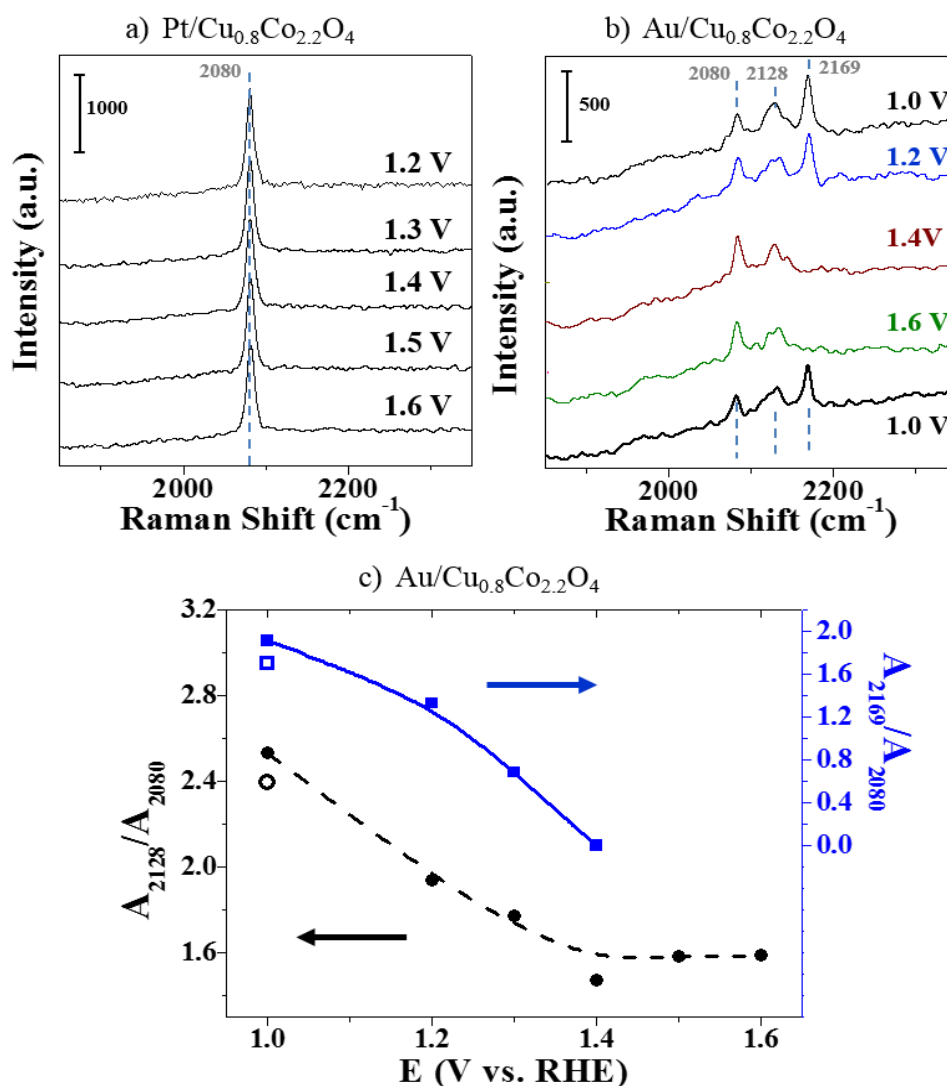 a) Pt/Cu0.8Co2.2O4
2080
1000
1.2 V
1.3 V
1.4 V
1.5 V
1.6 V
Intensity (a.u.)
2000 2200
Raman Shift (cm-1)
b) Au/Cu0.8Co2.2O4
2080 2128 2169
500
1.0 V
1.2 V
1.4V
1.6 V
1.0 V
Intensity (a.u.)
2000 2200
Raman Shift (cm-1)
c) Au/Cu0.8Co2.2O4
3.2
2.8
2.4
2.0
1.6
A2128/A2080
2.0
1.6
1.2
0.8
0.4
0.0
A2169/A2080
1.0 1.2 1.4 1.6
E (V vs. RHE)